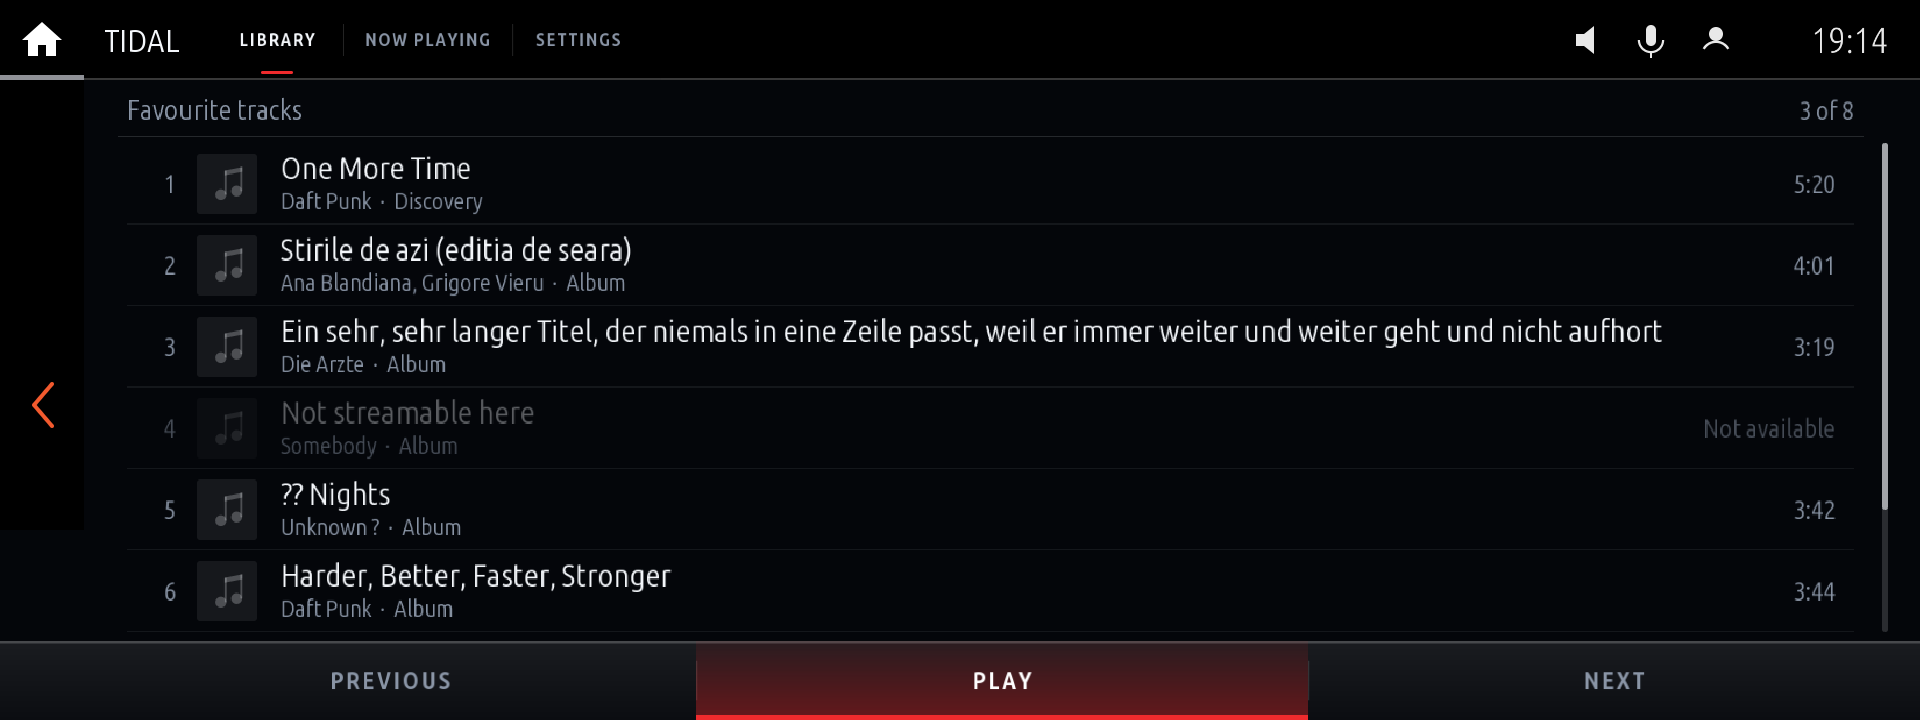 TIDAL
LIBRARY
NOW PLAYING
SETTINGS
19:14
Favourite tracks
3 of 8
1
One More Time
Daft Punk · Discovery
5:20
2
Stirile de azi (editia de seara)
Ana Blandiana, Grigore Vieru · Album
4:01
3
Ein sehr, sehr langer Titel, der niemals in eine Zeile passt, weil er immer weiter und weiter geht und nicht aufhort
Die Arzte · Album
3:19
4
Not streamable here
Somebody · Album
Not available
5
?? Nights
Unknown ? · Album
3:42
6
Harder, Better, Faster, Stronger
Daft Punk · Album
3:44
PREVIOUS
PLAY
NEXT